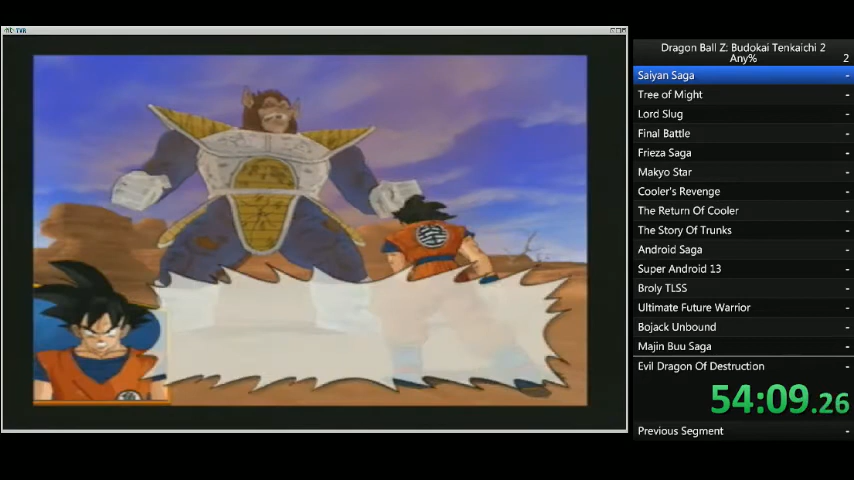 Dragon Ball Z: Budokai Tenkaichi 2
Any% 2
Saiyan Saga -
Tree of Might -
Lord Slug -
Final Battle -
Frieza Saga -
Makyo Star -
Cooler's Revenge -
The Return Of Cooler -
The Story Of Trunks -
Android Saga -
Super Android 13 -
Broly TLSS -
Ultimate Future Warrior -
Bojack Unbound -
Majin Buu Saga -
Evil Dragon Of Destruction -
54:09.26
Previous Segment -